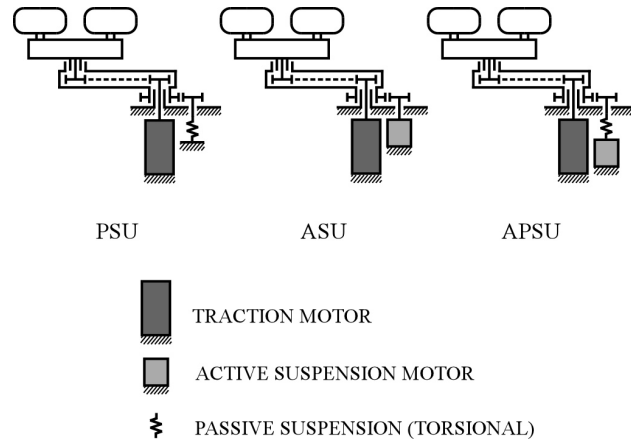 PSU
ASU
APSU
TRACTION MOTOR
ACTIVE SUSPENSION MOTOR
PASSIVE SUSPENSION (TORSIONAL)